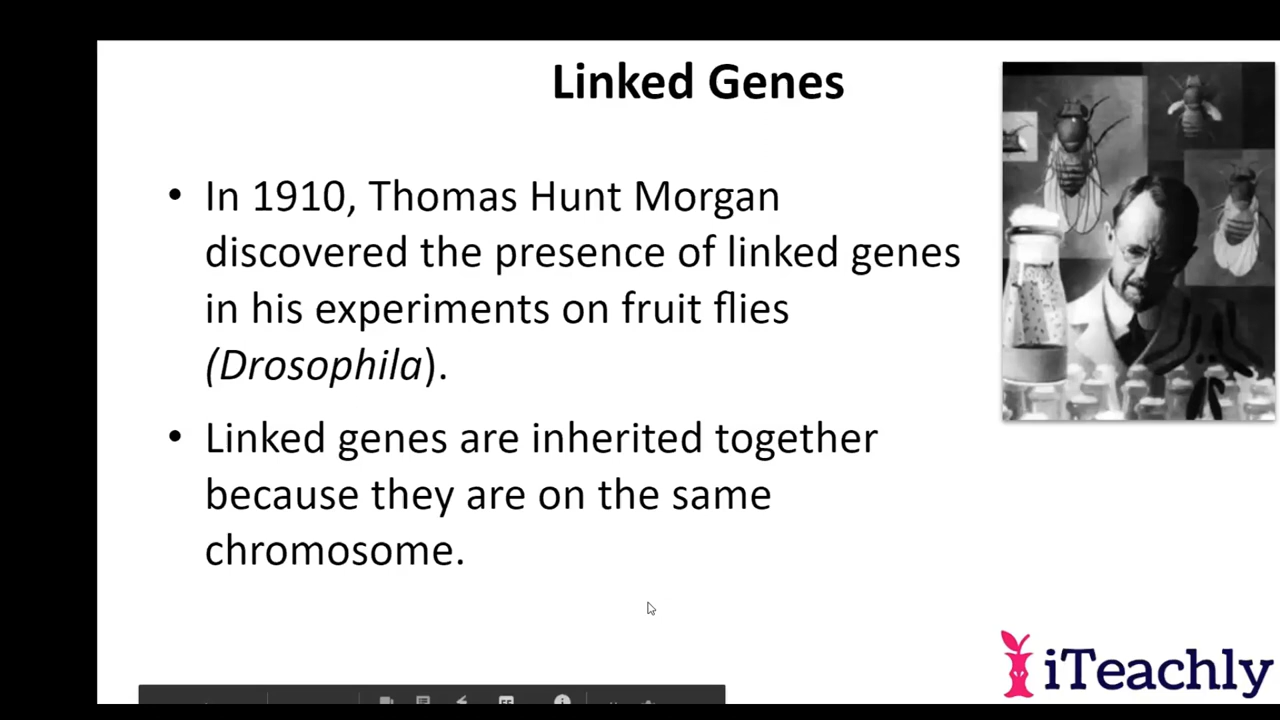 Linked Genes
• In 1910, Thomas Hunt Morgan
discovered the presence of linked genes
in his experiments on fruit flies
(Drosophila).
• Linked genes are inherited together
because they are on the same
chromosome.
iTeachly